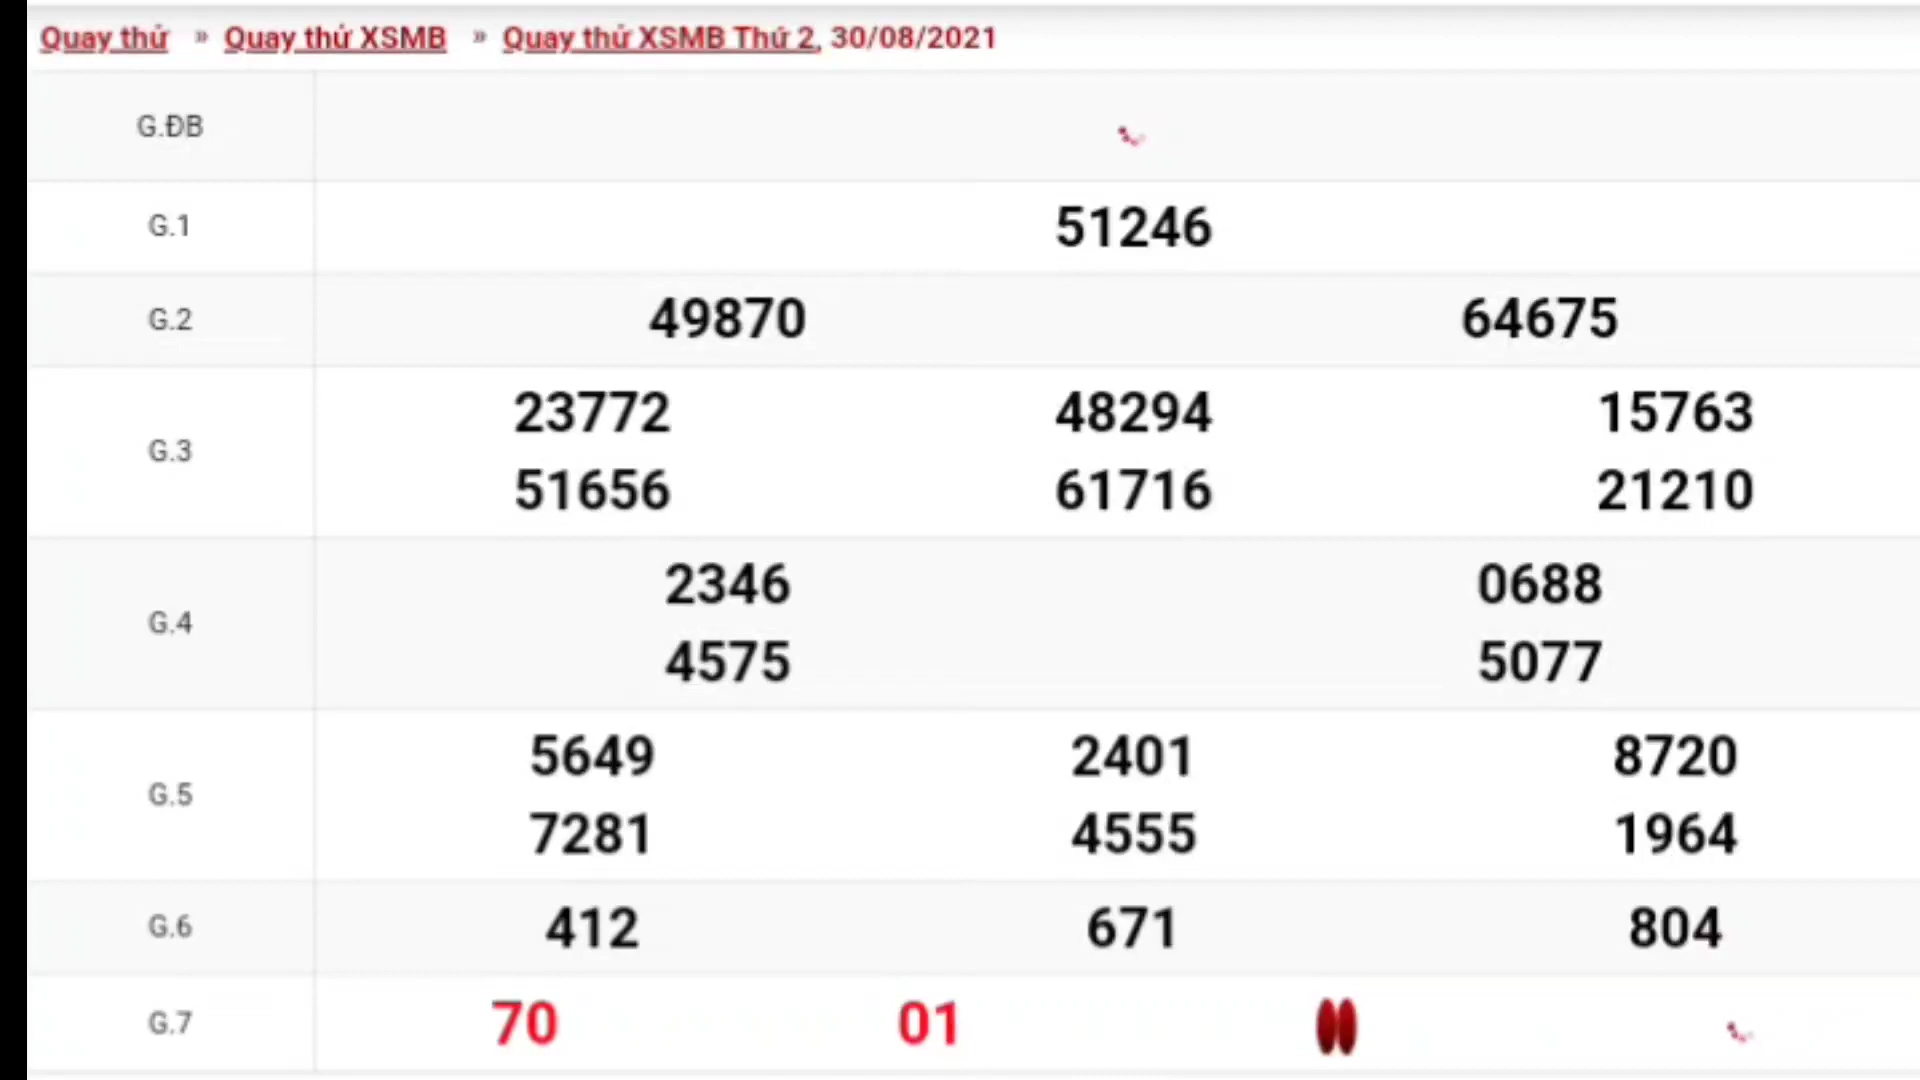 Quay thử » Quay thử XSMB » Quay thử XSMB Thứ 2, 30/08/2021
G.ĐB
G.1 51246
G.2 49870 64675
G.3 23772 48294 15763
51656 61716 21210
G.4 2346 0688
4575 5077
G.5 5649 2401 8720
7281 4555 1964
G.6 412 671 804
G.7 70 01